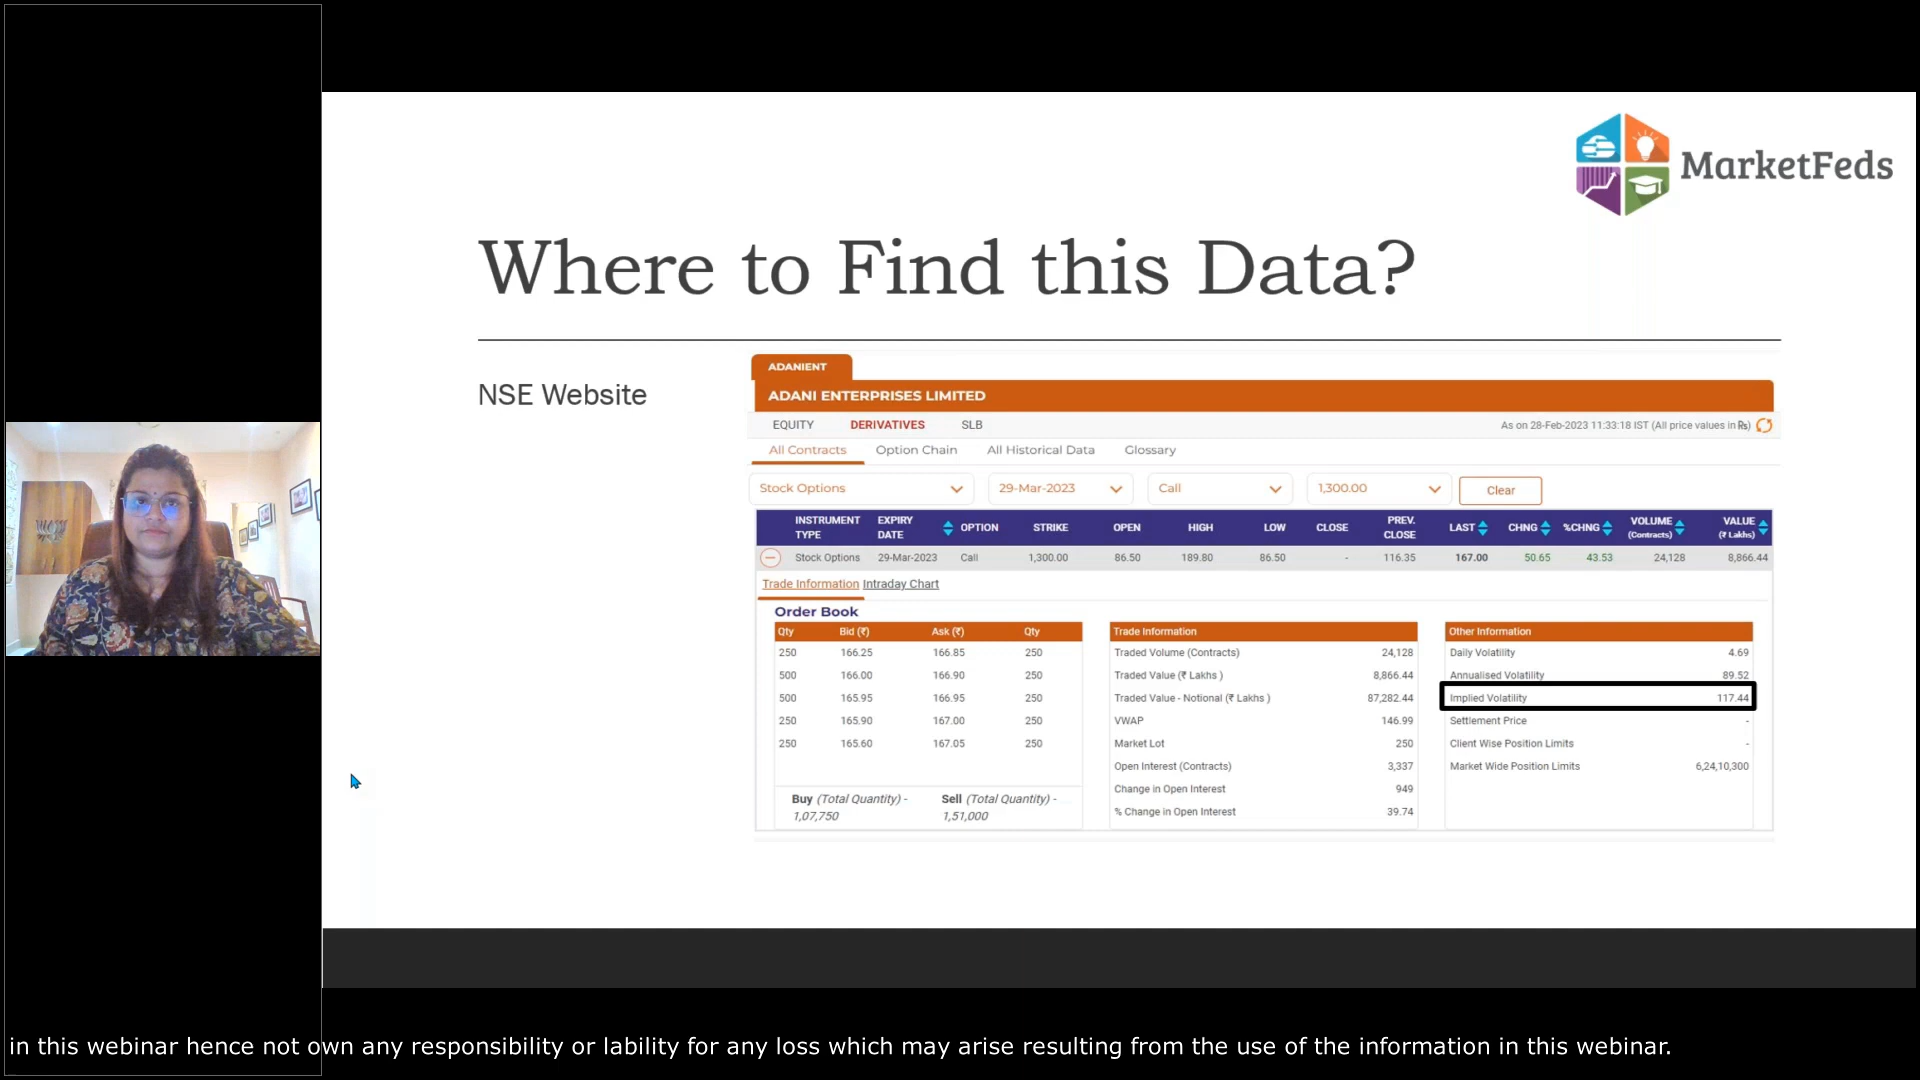 MarketFeds
Where to Find this Data?
NSE Website
ADANIENT
ADANI ENTERPRISES LIMITED
EQUITY DERIVATIVES SLB As on 28-Feb-2023 11:33:18 IST (All price values in ₨)
All Contracts Option Chain All Historical Data Glossary
Stock Options 29-Mar-2023 Call 1,300.00 Clear
INSTRUMENT TYPE EXPIRY DATE OPTION STRIKE OPEN HIGH LOW CLOSE PREV. CLOSE LAST CHNG %CHNG VOLUME (Contracts) VALUE (₹ Lakhs)
Stock Options 29-Mar-2023 Call 1,300.00 86.50 189.80 86.50 - 116.35 167.00 50.65 43.53 24,128 8,866.44
Trade Information Intraday Chart
Order Book
Qty Bid (₹) Ask (₹) Qty
250 166.25 166.85 250
500 166.00 166.90 250
500 165.95 166.95 250
250 165.90 167.00 250
250 165.60 167.05 250
Buy (Total Quantity) - Sell (Total Quantity) -
1,07,750 1,51,000
Trade Information
Traded Volume (Contracts) 24,128
Traded Value (₹ Lakhs ) 8,866.44
Traded Value - Notional (₹ Lakhs ) 87,282.44
VWAP 146.99
Market Lot 250
Open Interest (Contracts) 3,337
Change in Open Interest 949
% Change in Open Interest 39.74
Other Information
Daily Volatility 4.69
Annualised Volatility 89.52
Implied Volatility 117.44
Settlement Price -
Client Wise Position Limits -
Market Wide Position Limits 6,24,10,300
in this webinar hence not own any responsibility or lability for any loss which may arise resulting from the use of the information in this webinar.